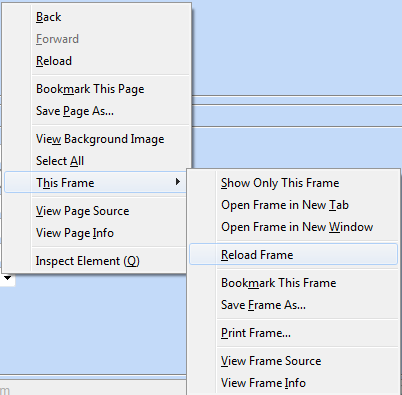 Back
Forward
Reload
Bookmark This Page
Save Page As...
View Background Image
Select All
This Frame
View Page Source
View Page Info
Inspect Element (Q)
Show Only This Frame
Open Frame in New Tab
Open Frame in New Window
Reload Frame
Bookmark This Frame
Save Frame As...
Print Frame...
View Frame Source
View Frame Info